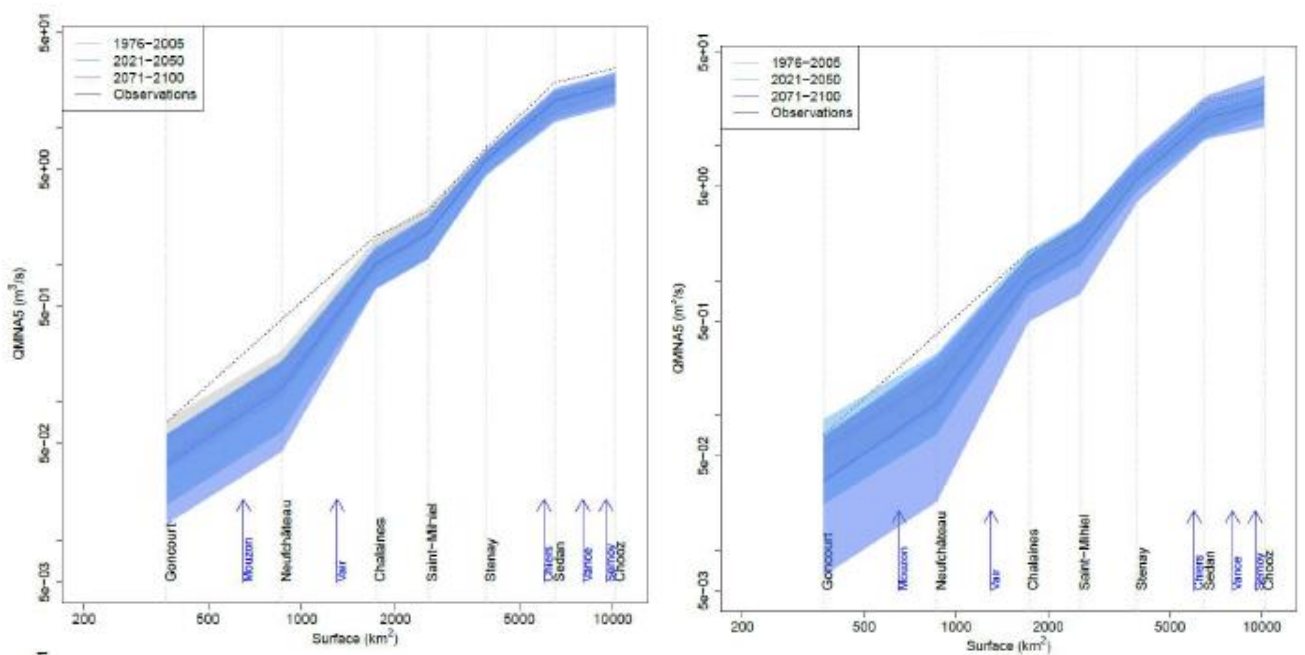 1976-2005
2021-2050
2071-2100
Observations
5e+01
5e+00
5e-01
5e-02
5e-03
QMNA5 (m³/s)
Goncourt
Mouzon
Neufchâteau
Vair
Chalaines
Saint-Mihiel
Stenay
Chiers
Sedan
Vance
Semoy
Chooz
200
500
1000
2000
5000
10000
Surface (km²)
1976-2005
2021-2050
2071-2100
Observations
5e+01
5e+00
5e-01
5e-02
5e-03
QMNA5 (m³/s)
Goncourt
Mouzon
Neufchâteau
Vair
Chalaines
Saint-Mihiel
Stenay
Chiers
Sedan
Vance
Semoy
Chooz
200
500
1000
2000
5000
10000
Surface (km²)